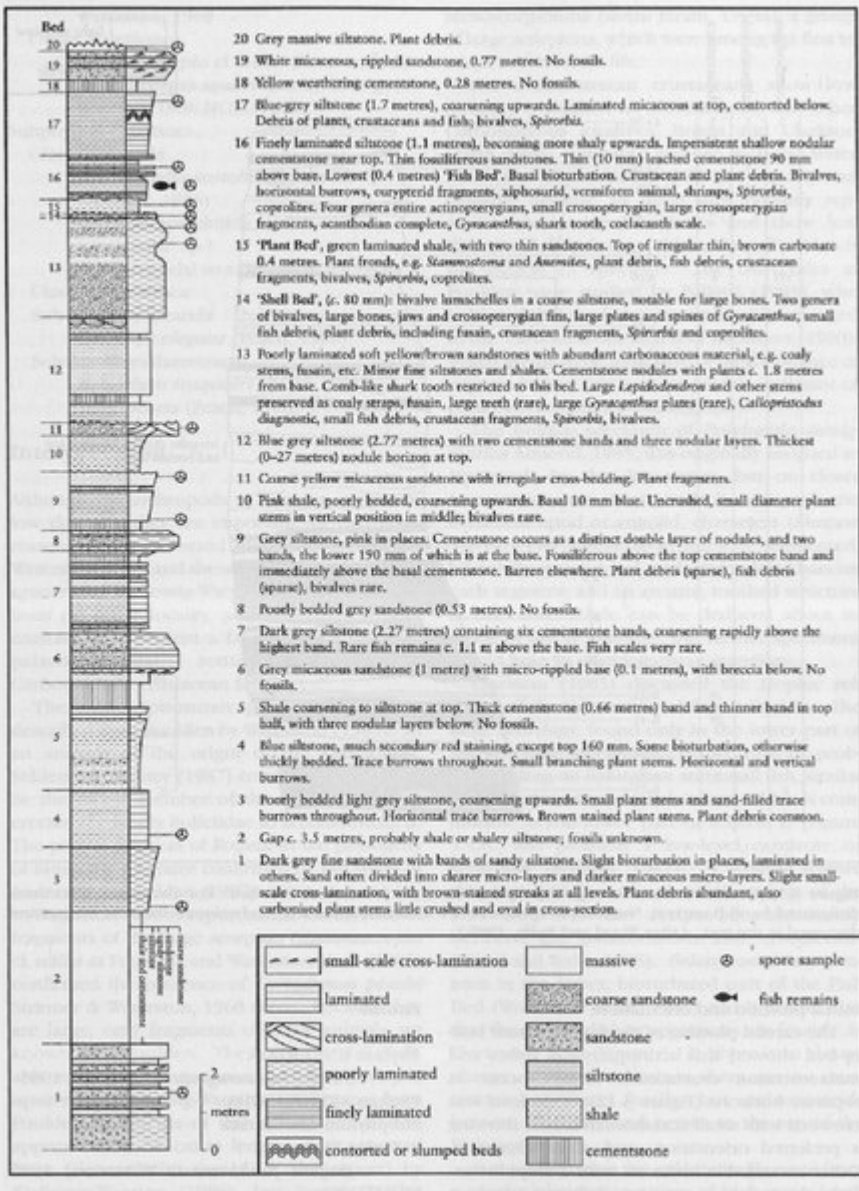 Bed
20
19
18
17
16
13
12
11
10
9
8
7
6
5
4
3
2
1
20 Grey massive siltstone. Plant debris.
19 White micaceous, rippled sandstone, 0.77 metres. No fossils.
18 Yellow weathering cementstone, 0.28 metres. No fossils.
17 Blue-grey siltstone (1.7 metres), coarsening upwards. Laminated micaceous at top, contorted below.
Debris of plants, crustaceans and fish; bivalves, Spirorbis.
16 Finely laminated siltstone (1.1 metres), becoming more shaly upwards. Impersistent shallow nodular
cementstone near top. Thin fossiliferous sandstones. Thin (10 mm) leached cementstone 90 mm
above base. Lowest (0.4 metres) 'Fish Bed'. Basal bioturbation. Crustacean and plant debris. Bivalves,
horizontal burrows, eurypterid fragments, xiphosurid, vermiform animal, shrimps, Spirorbis,
coprolites. Four genera entire actinopterygians, small crossopterygian, large crossopterygian
fragments, acanthodian complete, Gyracanthus, shark tooth, coelacanth scale.
15 'Plant Bed', green laminated shale, with two thin sandstones. Top of irregular thin, brown carbonate
0.4 metres. Plant fronds, e.g. Stamnostoma and Aneimites, plant debris, fish debris, crustacean
fragments, bivalves, Spirorbis, coprolites.
14 'Shell Bed', (c. 80 mm): bivalve lumachelles in a coarse siltstone, notable for large bones. Two genera
of bivalves, large bones, jaws and crossopterygian fins, large plates and spines of Gyracanthus, small
fish debris, plant debris, including fusain, crustacean fragments, Spirorbis and coprolites.
13 Poorly laminated soft yellow/brown sandstones with abundant carbonaceous material, e.g. coaly
stems, fusain, etc. Minor fine siltstones and shales. Cementstone nodules with plants c. 1.8 metres
from base. Comb-like shark tooth restricted to this bed. Large Lepidodendron and other stems
preserved as coaly straps, fusain, large teeth (rare), large Gyracanthus plates (rare), Callopristodus
diagnostic, small fish debris, crustacean fragments, Spirorbis, bivalves.
12 Blue grey siltstone (2.77 metres) with two cementstone bands and three nodular layers. Thickest
(0–27) nodule horizon at top.
11 Coarse yellow micaceous sandstone with irregular cross-bedding. Plant fragments.
10 Pink shale, poorly bedded, coarsening upwards. Basal 10 mm blue. Uncrushed, small diameter plant
stems in vertical position in middle; bivalves rare.
9 Grey siltstone, pink in places. Cementstone occurs as a distinct double layer of nodules, and two
bands, the lower 190 mm of which is at the base. Fossiliferous above the top cementstone band and
immediately above the basal cementstone. Barren elsewhere. Plant debris (sparse), fish debris
(sparse), bivalves rare.
8 Poorly bedded grey sandstone (0.53 metres). No fossils.
7 Dark grey siltstone (2.27 metres) containing six cementstone bands, coarsening rapidly above the
highest band. Rare fish remains c. 1.1 m above the base. Fish scales very rare.
6 Grey micaceous sandstone (1 metre) with micro-rippled base (0.1 metres), with breccia below. No
fossils.
5 Shale coarsening to siltstone at top. Thick cementstone (0.66 metres) band and thinner band in top
half, with three nodular layers below. No fossils.
4 Blue siltstone, much secondary red staining, except top 160 mm. Some bioturbation, otherwise
thickly bedded. Trace burrows throughout. Small branching plant stems. Horizontal and vertical
burrows.
3 Poorly bedded light grey siltstone, coarsening upwards. Small plant stems and sand-filled trace
burrows throughout. Horizontal trace burrows. Brown stained plant stems. Plant debris common.
2 Gap c. 3.5 metres, probably shale or shaley siltstone; fossils unknown.
1 Dark grey fine sandstone with bands of sandy siltstone. Slight bioturbation in places, laminated in
others. Sand often divided into clearer micro-layers and darker micaceous micro-layers. Slight small-
scale cross-lamination, with brown-stained streaks at all levels. Plant debris abundant, also
carbonised plant stems little crushed and oval in cross-section.
2
metres
0
small-scale cross-lamination
laminated
cross-lamination
poorly laminated
finely laminated
contorted or slumped beds
massive
coarse sandstone
sandstone
siltstone
shale
cementstone
spore sample
fish remains